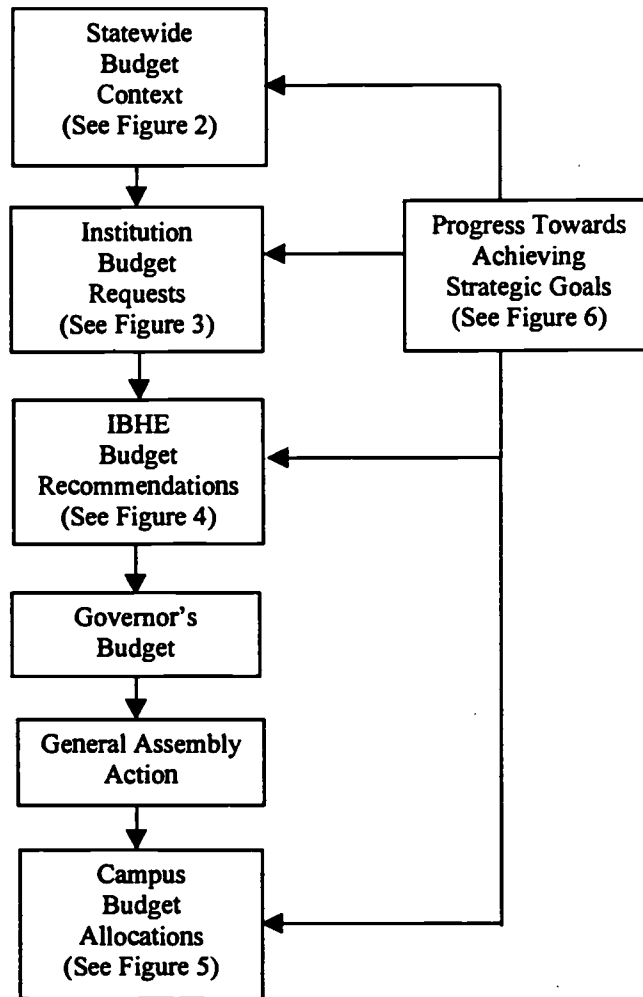 Statewide
Budget
Context
(See Figure 2)
Institution
Budget
Requests
(See Figure 3)
Progress Towards
Achieving
Strategic Goals
(See Figure 6)
IBHE
Budget
Recommendations
(See Figure 4)
Governor's
Budget
General Assembly
Action
Campus
Budget
Allocations
(See Figure 5)